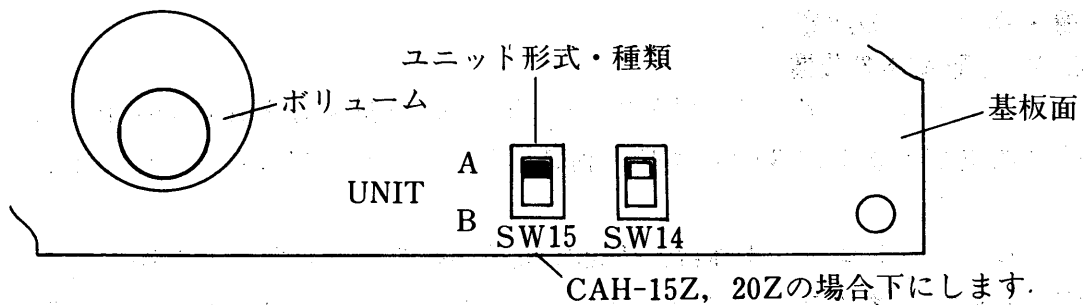 ユニット形式・種類
ボリューム
基板面
A
UNIT
B
SW15 SW14
CAH-15Z, 20Zの場合下にします.